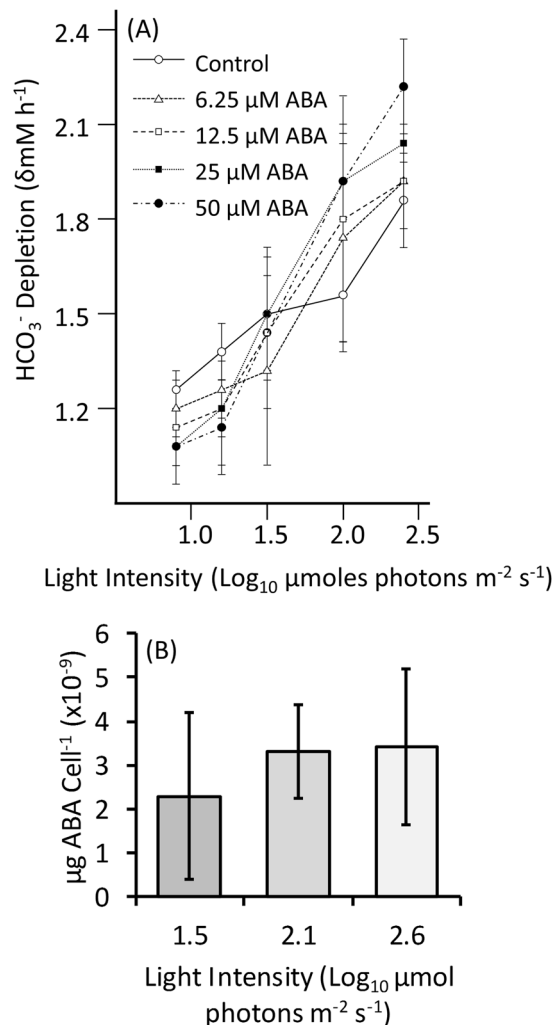 (A)
2.4
2.1
1.8
1.5
1.2
HCO₃⁻ Depletion (δmM h⁻¹)
Control
6.25 µM ABA
12.5 µM ABA
25 µM ABA
50 µM ABA
1.0 1.5 2.0 2.5
Light Intensity (Log₁₀ µmoles photons m⁻² s⁻¹)
(B)
6
5
4
3
2
1
0
µg ABA Cell⁻¹ (x10⁻⁹)
1.5 2.1 2.6
Light Intensity (Log₁₀ µmol
photons m⁻² s⁻¹)